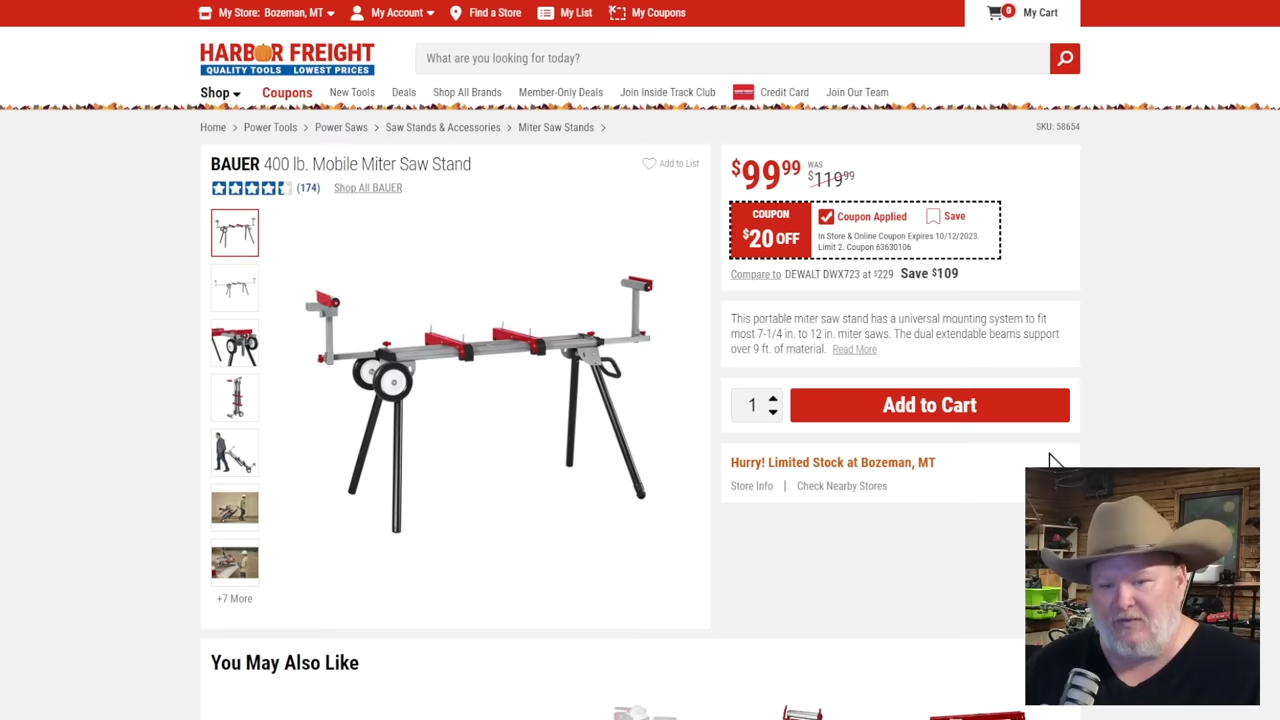 My Store: Bozeman, MT
My Account
Find a Store
My List
My Coupons
0
My Cart
HARBOR FREIGHT
QUALITY TOOLS LOWEST PRICES
What are you looking for today?
Shop
Coupons
New Tools
Deals
Shop All Brands
Member-Only Deals
Join Inside Track Club
Credit Card
Join Our Team
Home > Power Tools > Power Saws > Saw Stands & Accessories > Miter Saw Stands >
SKU: 58654
BAUER 400 lb. Mobile Miter Saw Stand
Add to List
(174)
Shop All BAUER
+7 More
$99.99
WAS
$119.99
COUPON
$20 OFF
Coupon Applied
Save
In Store & Online Coupon Expires 10/12/2023.
Limit 2. Coupon 63630106
Compare to DEWALT DWX723 at $229 Save $109
This portable miter saw stand has a universal mounting system to fit
most 7-1/4 in. to 12 in. miter saws. The dual extendable beams support
over 9 ft. of material. Read More
1
Add to Cart
Hurry! Limited Stock at Bozeman, MT
Store Info | Check Nearby Stores
You May Also Like